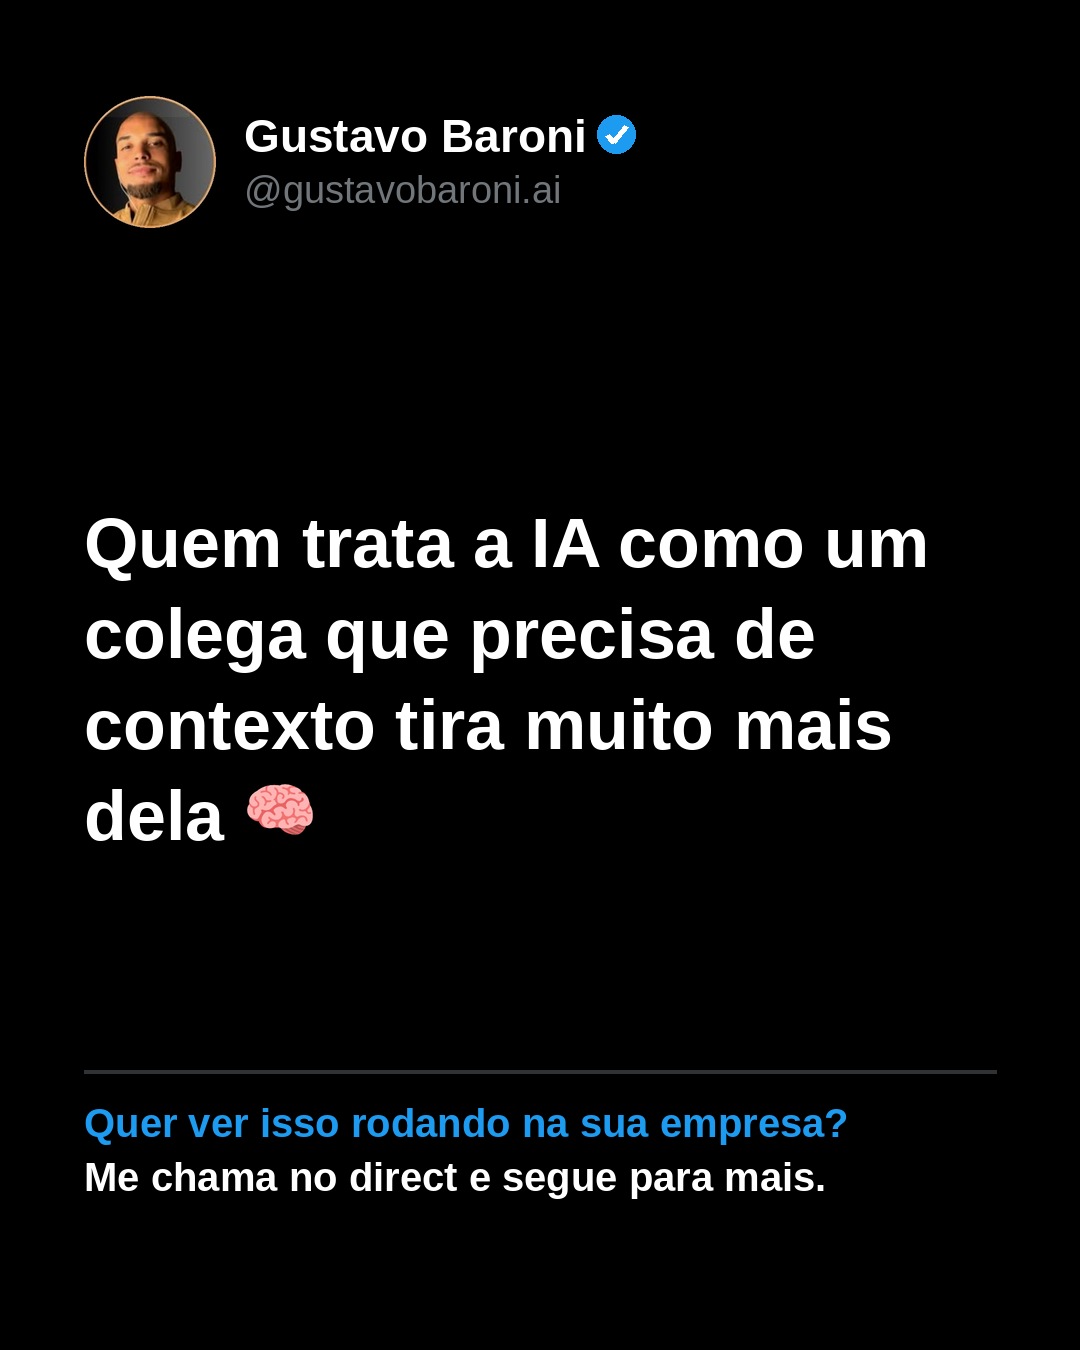 Gustavo Baroni
@gustavobaroni.ai
Quem trata a IA como um
colega que precisa de
contexto tira muito mais
dela 🧠
Quer ver isso rodando na sua empresa?
Me chama no direct e segue para mais.